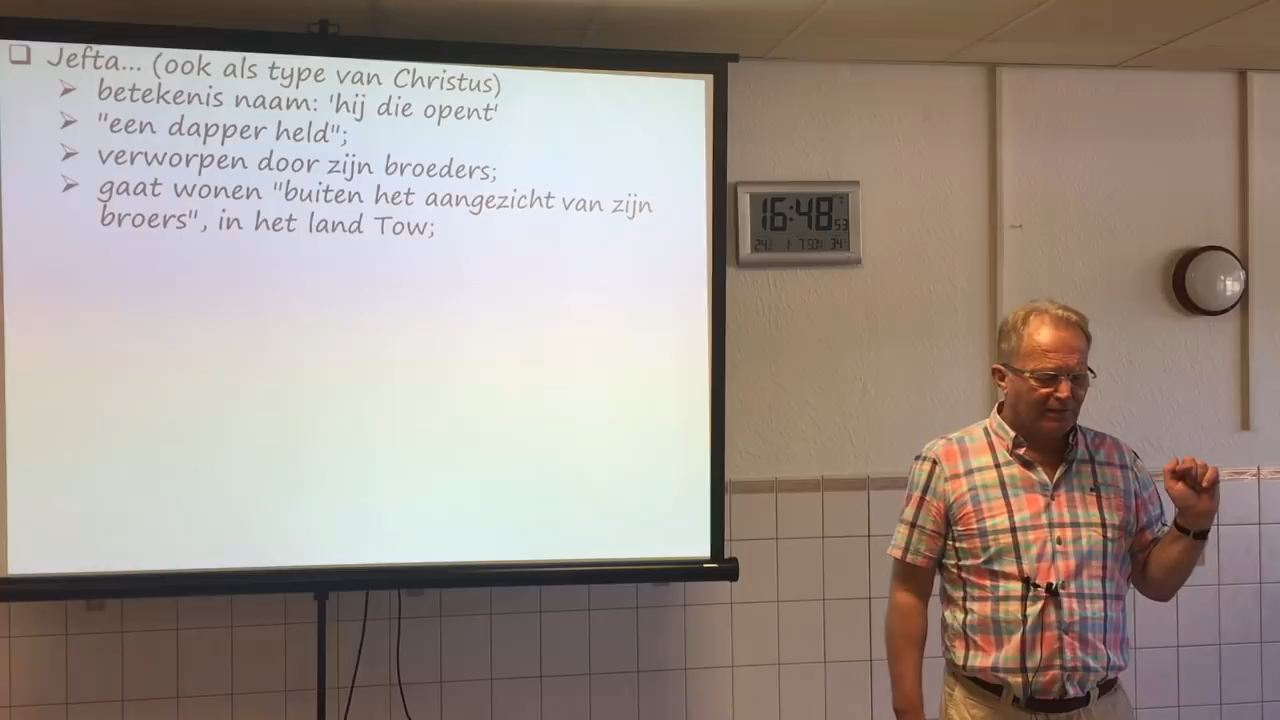 Jefta... (ook als type van Christus)
betekenis naam: 'hij die opent'
"een dapper held";
verworpen door zijn broeders;
gaat wonen "buiten het aangezicht van zijn
broers", in het land Tow;
16:48 53